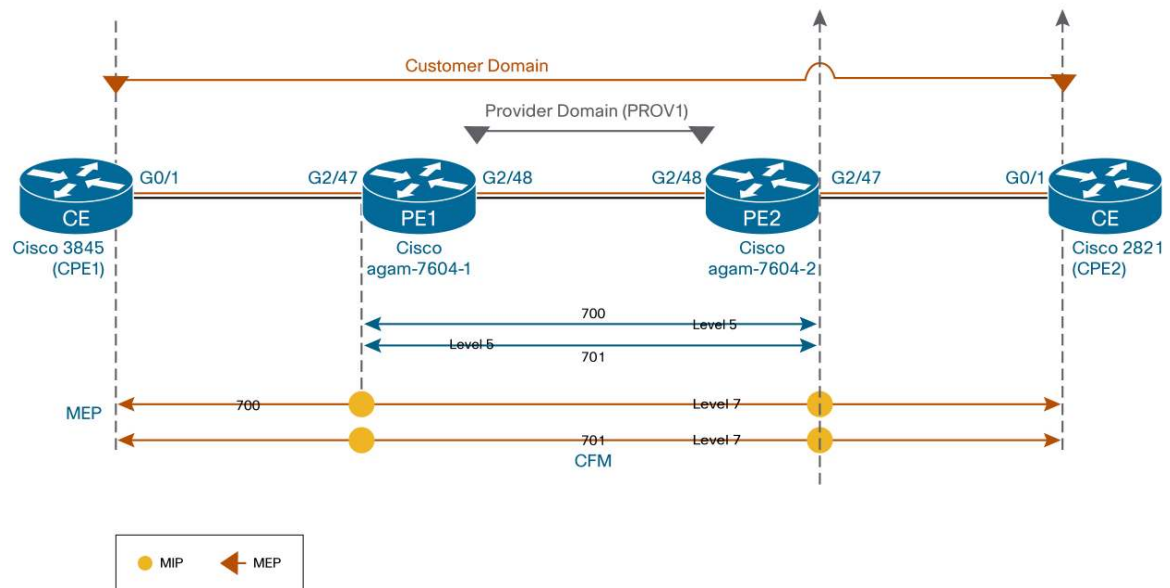 Customer Domain
Provider Domain (PROV1)
G0/1
G2/47
G2/48
G2/48
G2/47
G0/1
CE
PE1
PE2
CE
Cisco 3845
(CPE1)
Cisco
agam-7604-1
Cisco
agam-7604-2
Cisco 2821
(CPE2)
700
Level 5
Level 5
701
MEP
700
Level 7
701
Level 7
CFM
MIP
MEP